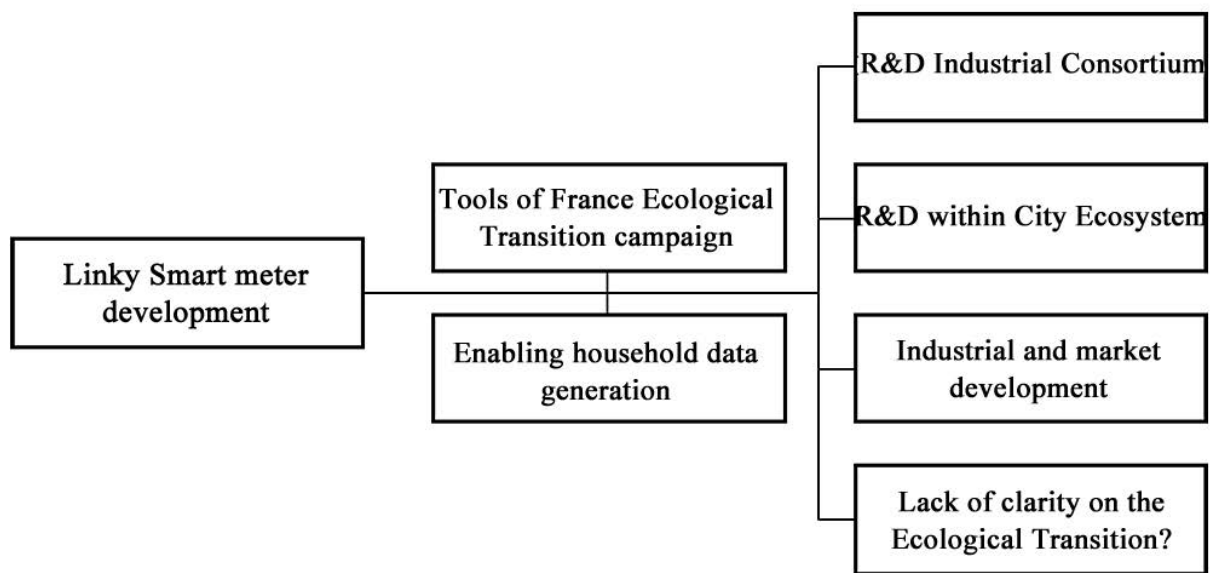 Linky Smart meter
development
Tools of France Ecological
Transition campaign
Enabling household data
generation
R&D Industrial Consortium
R&D within City Ecosystem
Industrial and market
development
Lack of clarity on the
Ecological Transition?